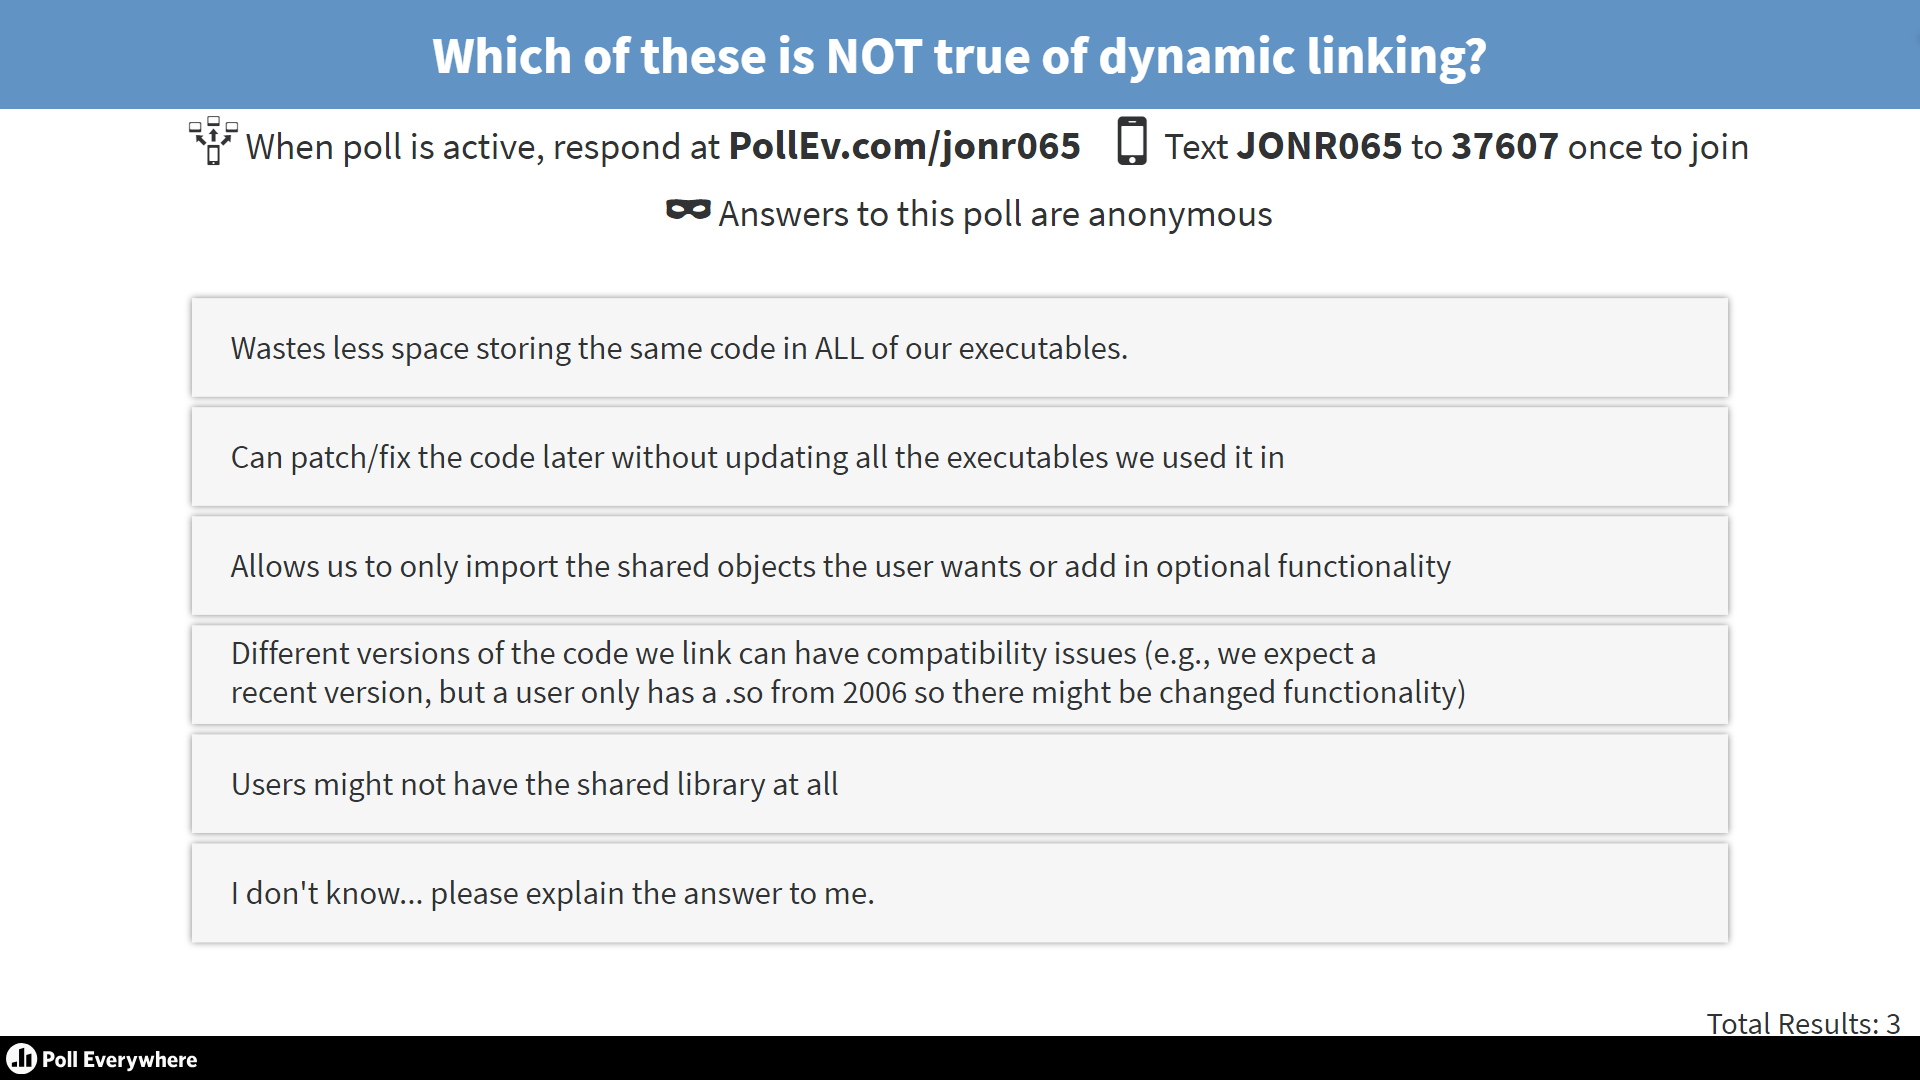 Which of these is NOT true of dynamic linking?
When poll is active, respond at PollEv.com/jonr065 Text JONR065 to 37607 once to join
Answers to this poll are anonymous
Wastes less space storing the same code in ALL of our executables.
Can patch/fix the code later without updating all the executables we used it in
Allows us to only import the shared objects the user wants or add in optional functionality
Different versions of the code we link can have compatibility issues (e.g., we expect a
recent version, but a user only has a .so from 2006 so there might be changed functionality)
Users might not have the shared library at all
I don't know... please explain the answer to me.
Total Results: 3
Poll Everywhere